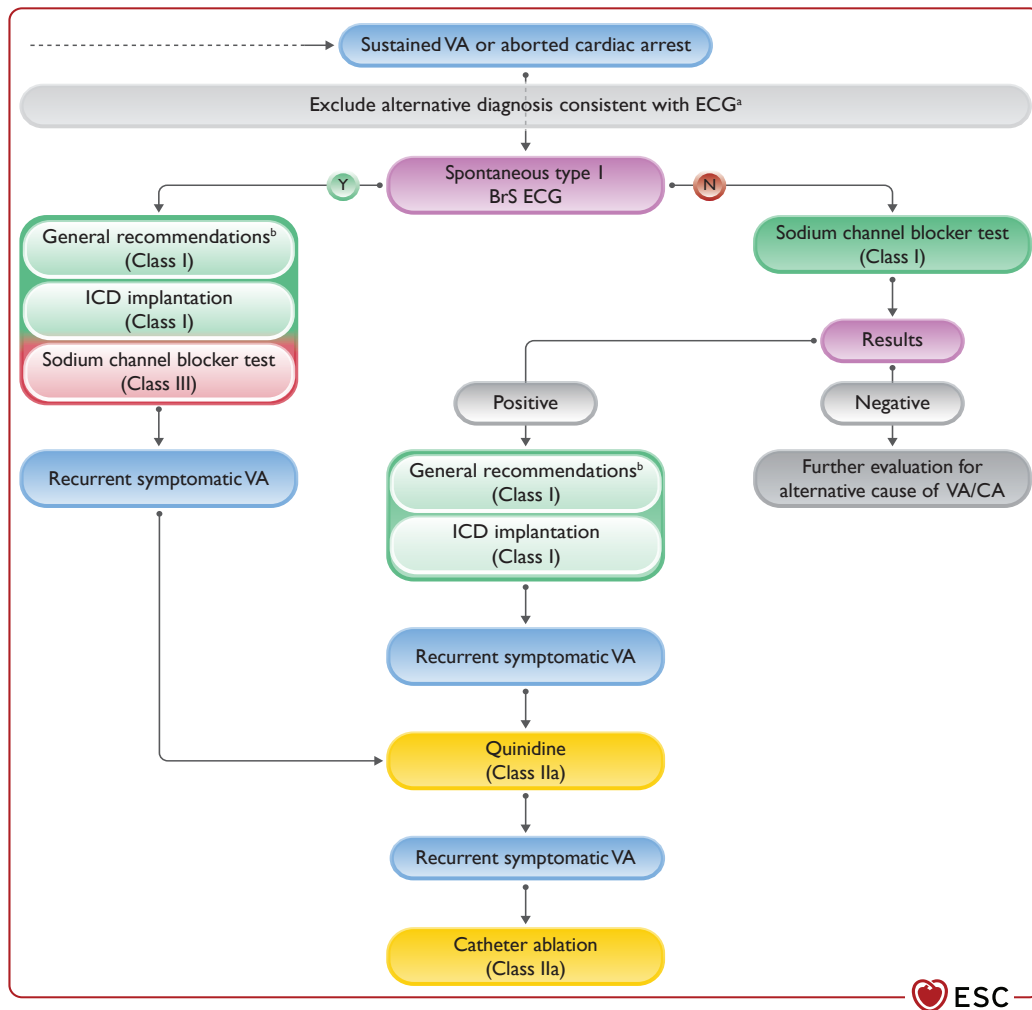 Sustained VA or aborted cardiac arrest
Exclude alternative diagnosis consistent with ECGᵃ
Spontaneous type 1
BrS ECG
Y
N
General recommendationsᵇ
(Class I)
ICD implantation
(Class I)
Sodium channel blocker test
(Class III)
Sodium channel blocker test
(Class I)
Results
Positive
Negative
Recurrent symptomatic VA
General recommendationsᵇ
(Class I)
ICD implantation
(Class I)
Further evaluation for
alternative cause of VA/CA
Recurrent symptomatic VA
Quinidine
(Class IIa)
Recurrent symptomatic VA
Catheter ablation
(Class IIa)
ESC